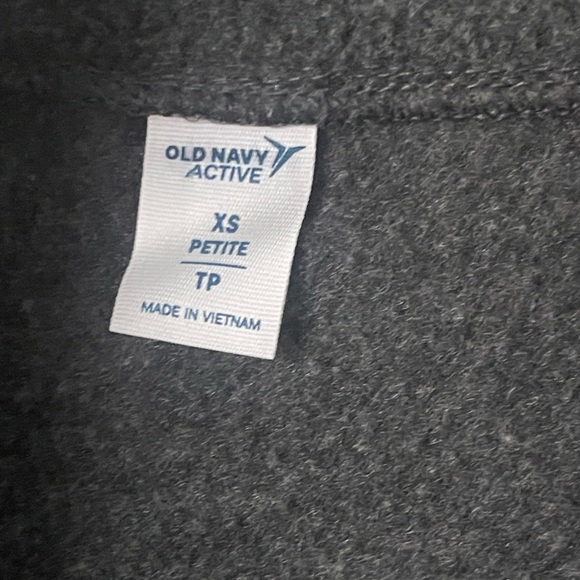 OLD NAVY
ACTIVE
XS
PETITE
TP
MADE IN VIETNAM